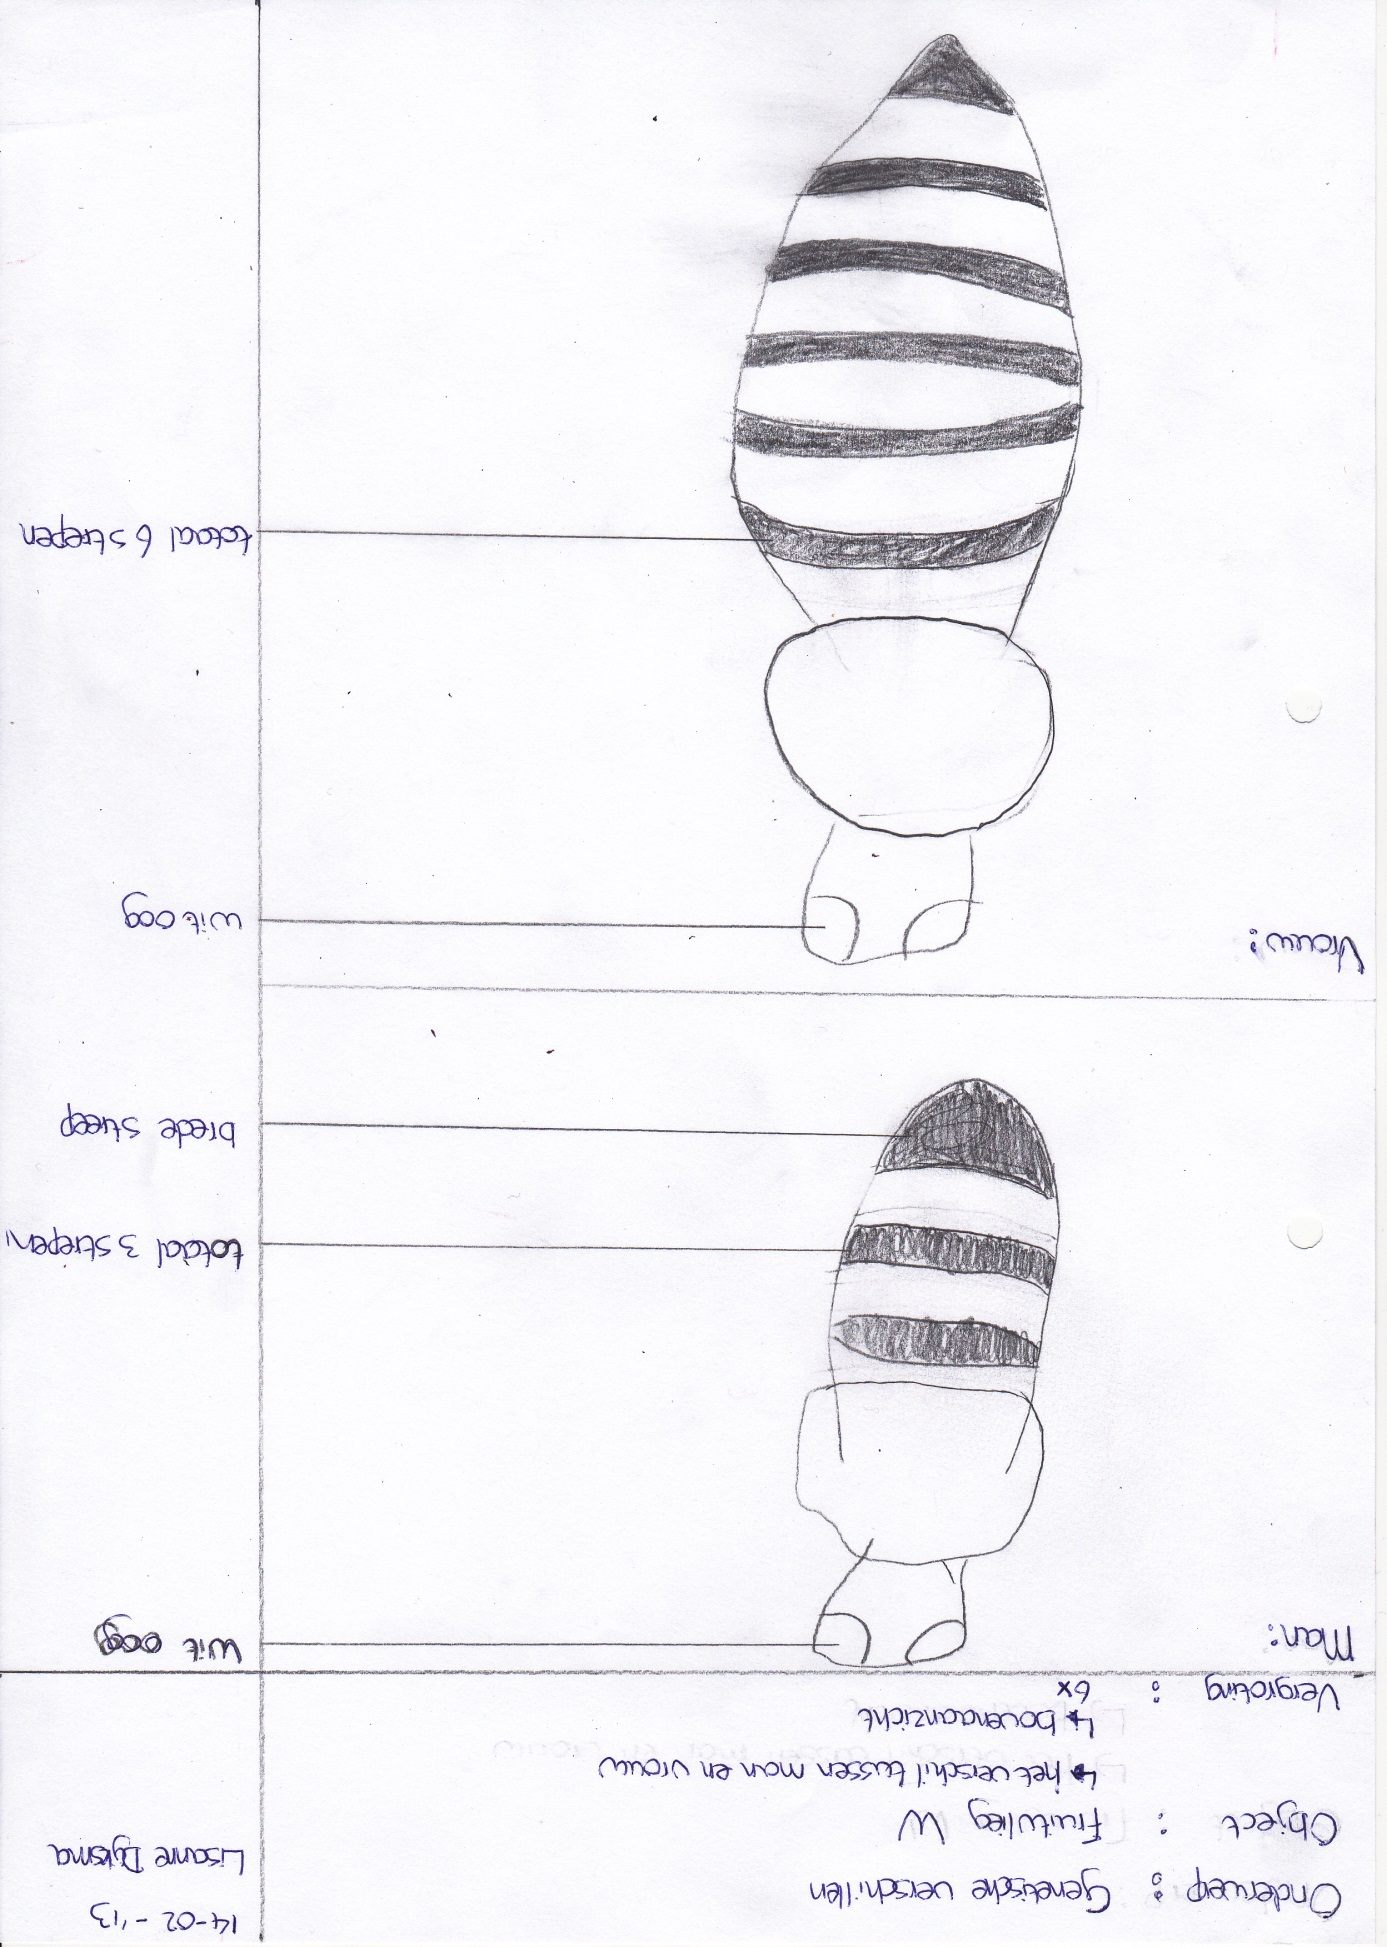 Onderwerp : Genetische verschillen
Object : Fruitvlieg W
↳ het verschil tussen man en vrouw
↳ bovenaanzicht
Vergroting : 6x
14-02-'13
Lisanne Dijksma
Man:
wit oog
totaal 3 strepen
brede streep
Vrouw:
wit oog
totaal 6 strepen